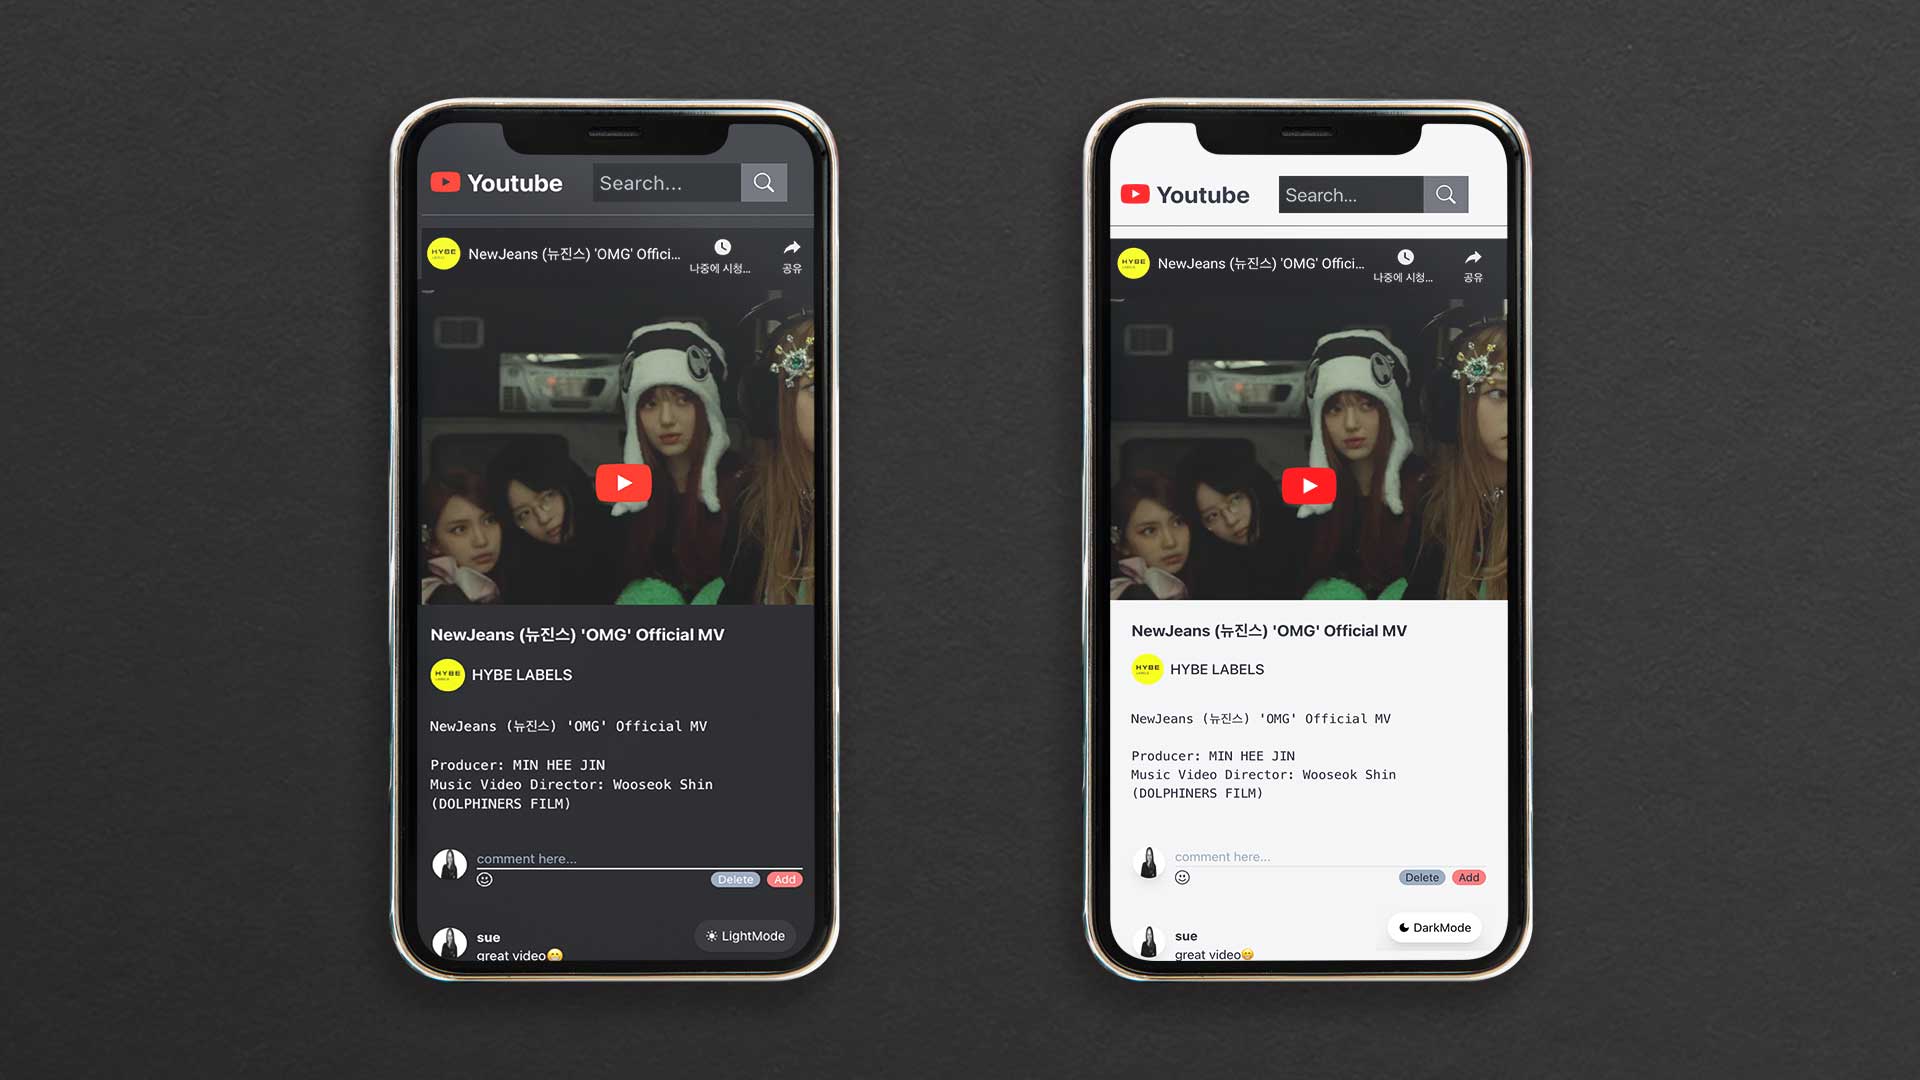 Youtube
Search...
HYBE
LABELS
NewJeans (뉴진스) 'OMG' Offici...
나중에 시청...
공유
NewJeans (뉴진스) 'OMG' Official MV
HYBE
LABELS
HYBE LABELS
NewJeans (뉴진스) 'OMG' Official MV
Producer: MIN HEE JIN
Music Video Director: Wooseok Shin
(DOLPHINERS FILM)
comment here...
Delete
Add
sue
great video😁
LightMode
Youtube
Search...
HYBE
LABELS
NewJeans (뉴진스) 'OMG' Offici...
나중에 시청...
공유
NewJeans (뉴진스) 'OMG' Official MV
HYBE
LABELS
HYBE LABELS
NewJeans (뉴진스) 'OMG' Official MV
Producer: MIN HEE JIN
Music Video Director: Wooseok Shin
(DOLPHINERS FILM)
comment here...
Delete
Add
sue
great video😁
DarkMode